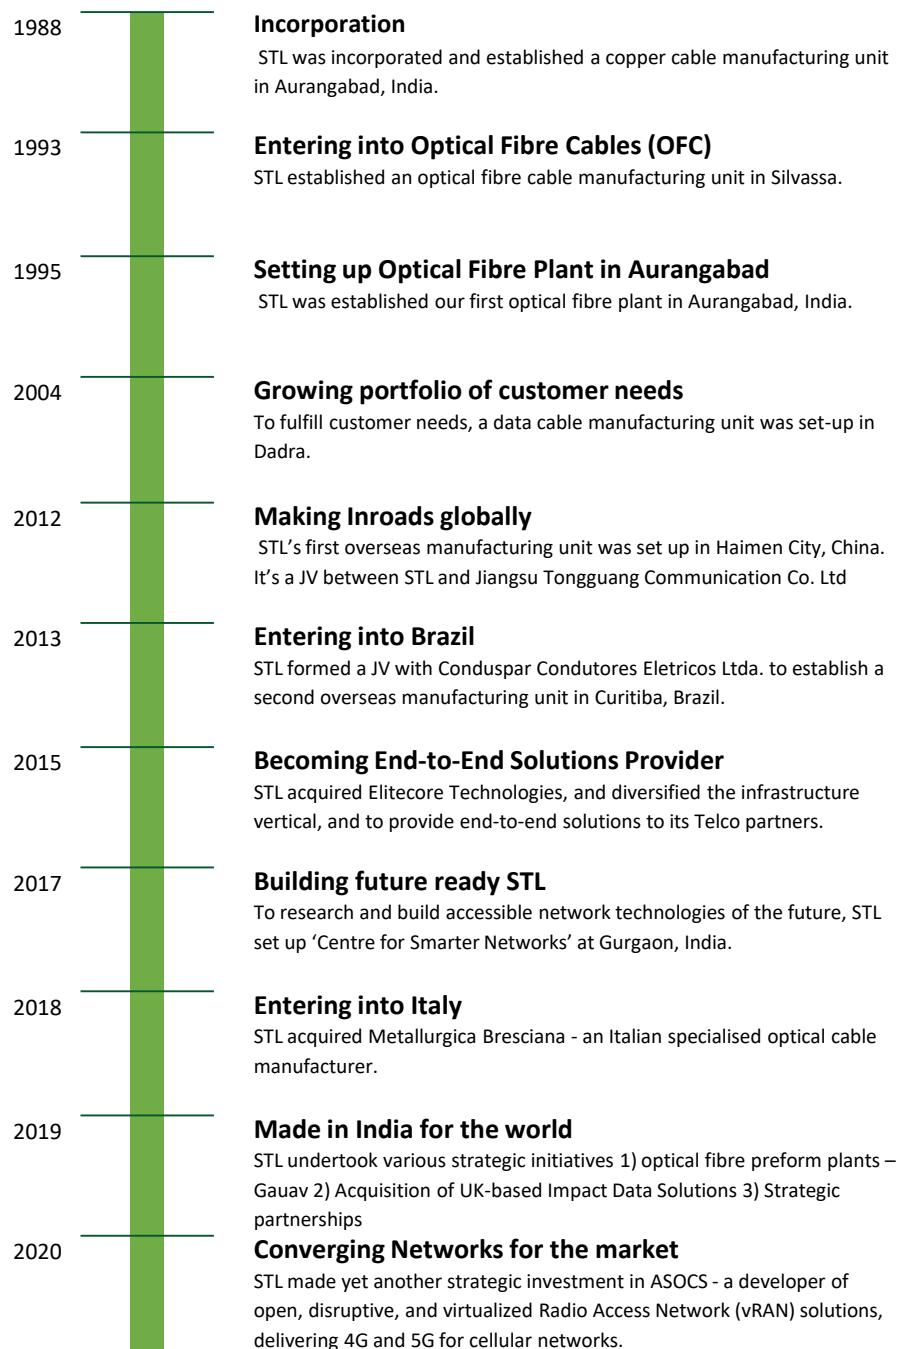 1988
Incorporation
STL was incorporated and established a copper cable manufacturing unit
in Aurangabad, India.
1993
Entering into Optical Fibre Cables (OFC)
STL established an optical fibre cable manufacturing unit in Silvassa.
1995
Setting up Optical Fibre Plant in Aurangabad
STL was established our first optical fibre plant in Aurangabad, India.
2004
Growing portfolio of customer needs
To fulfill customer needs, a data cable manufacturing unit was set-up in
Dadra.
2012
Making Inroads globally
STL’s first overseas manufacturing unit was set up in Haimen City, China.
It’s a JV between STL and Jiangsu Tongguang Communication Co. Ltd
2013
Entering into Brazil
STL formed a JV with Conduspar Condutores Eletricos Ltda. to establish a
second overseas manufacturing unit in Curitiba, Brazil.
2015
Becoming End-to-End Solutions Provider
STL acquired Elitecore Technologies, and diversified the infrastructure
vertical, and to provide end-to-end solutions to its Telco partners.
2017
Building future ready STL
To research and build accessible network technologies of the future, STL
set up ‘Centre for Smarter Networks’ at Gurgaon, India.
2018
Entering into Italy
STL acquired Metallurgica Bresciana - an Italian specialised optical cable
manufacturer.
2019
Made in India for the world
STL undertook various strategic initiatives 1) optical fibre preform plants –
Gauav 2) Acquisition of UK-based Impact Data Solutions 3) Strategic
partnerships
2020
Converging Networks for the market
STL made yet another strategic investment in ASOCS - a developer of
open, disruptive, and virtualized Radio Access Network (vRAN) solutions,
delivering 4G and 5G for cellular networks.